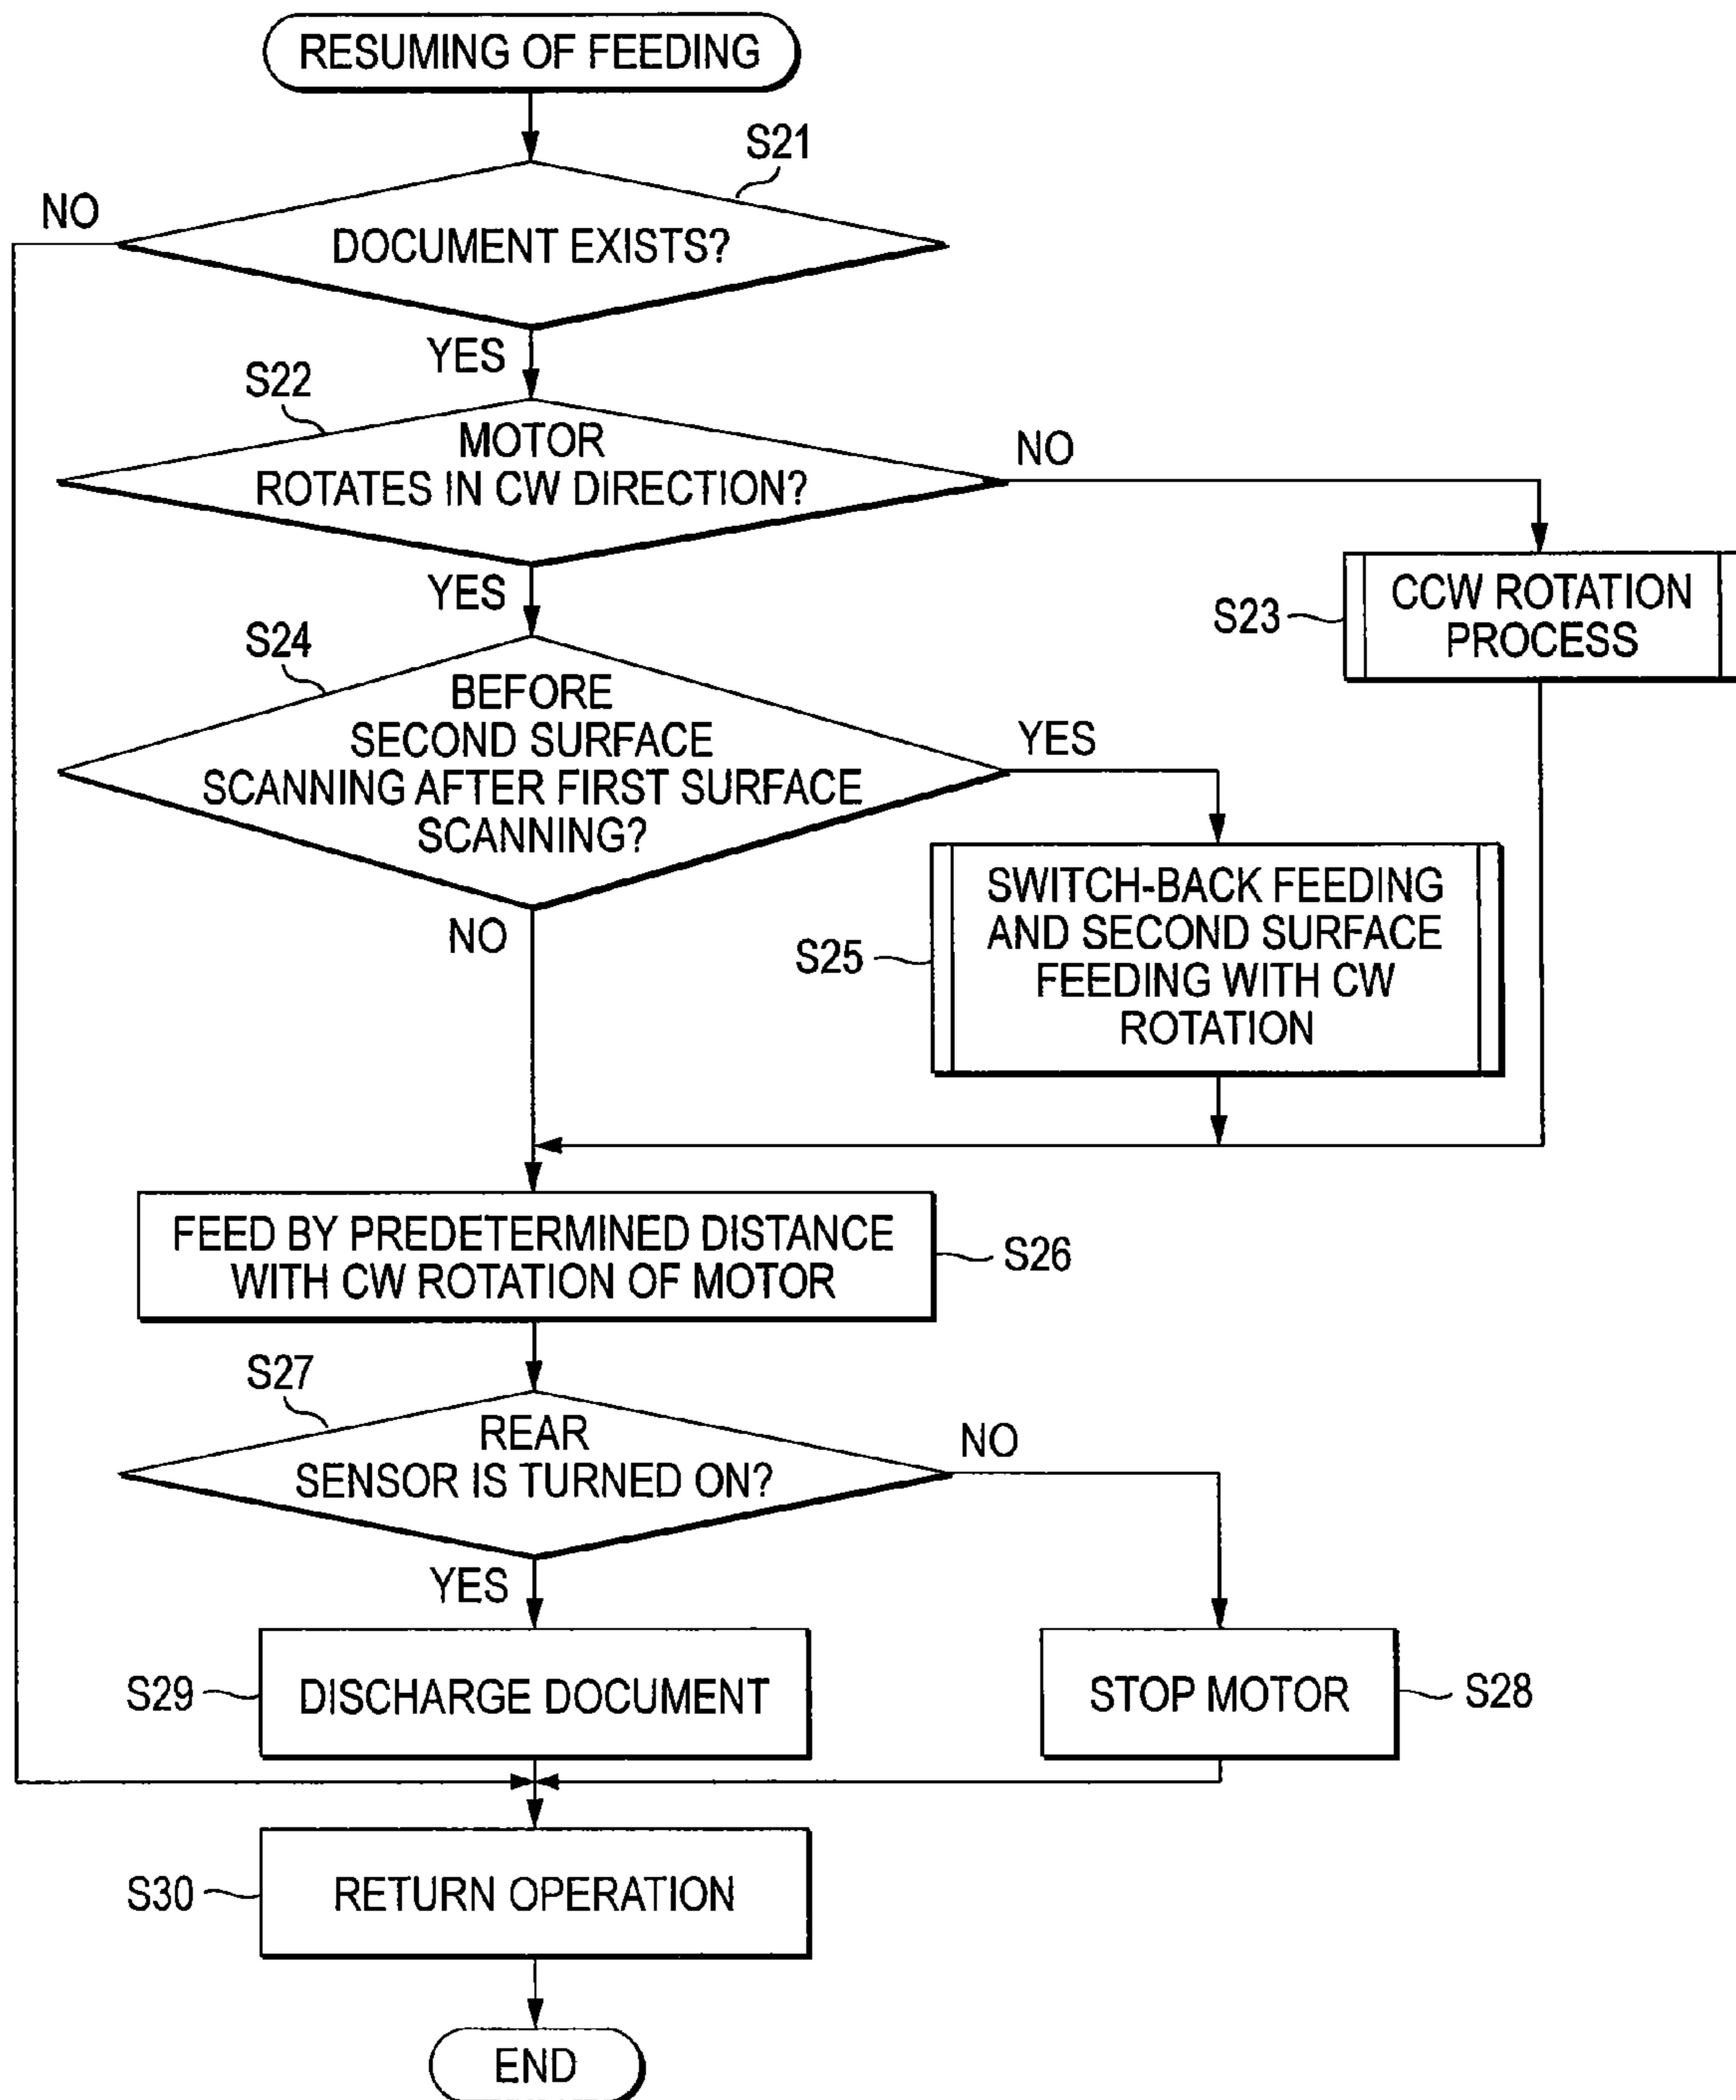 RESUMING OF FEEDING
S21
NO
DOCUMENT EXISTS?
YES
S22
MOTOR
ROTATES IN CW DIRECTION?
NO
YES
S23
CCW ROTATION
PROCESS
S24
BEFORE
SECOND SURFACE
SCANNING AFTER FIRST SURFACE
SCANNING?
YES
NO
S25
SWITCH-BACK FEEDING
AND SECOND SURFACE
FEEDING WITH CW
ROTATION
FEED BY PREDETERMINED DISTANCE
WITH CW ROTATION OF MOTOR
S26
S27
REAR
SENSOR IS TURNED ON?
NO
YES
S29
DISCHARGE DOCUMENT
STOP MOTOR
S28
S30
RETURN OPERATION
END